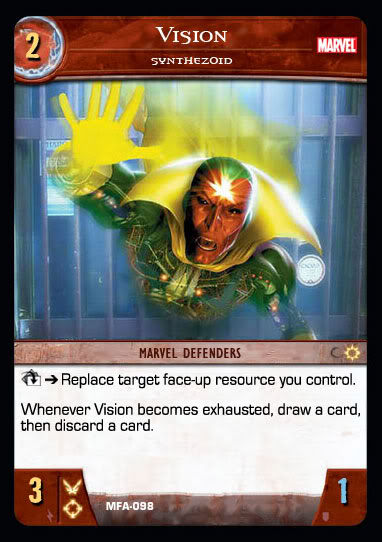 2
VISION
SYNTHEZOID
MARVEL
MARVEL DEFENDERS
➔ Replace target face-up resource you control.
Whenever Vision becomes exhausted, draw a card,
then discard a card.
3
MFA-098
1